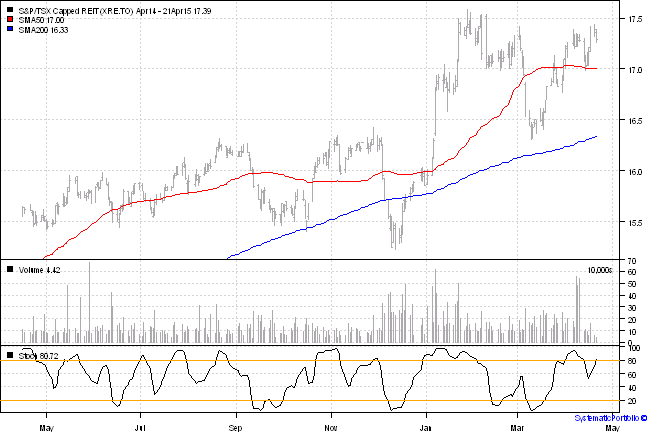 S&P/TSX Capped REIT(XRE.TO) Apr14 - 21Apr15 17.39
SMA50 17.00
SMA200 16.33
17.5
17.0
16.5
16.0
15.5
Volume 4.42
10,000s
70
60
50
40
30
20
10
0
Stoch 80.72
100
80
60
40
20
May
Jul
Sep
Nov
Jan
Mar
May
SystematicPortfolio ©